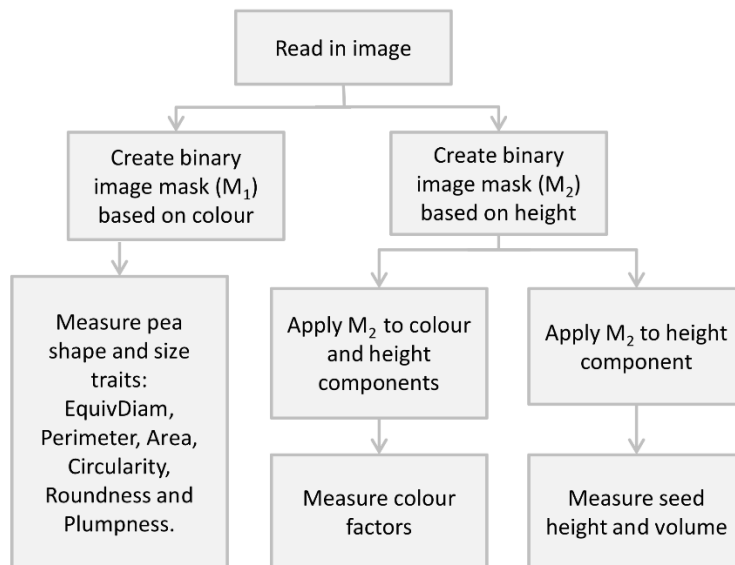 Read in image
Create binary
image mask (M₁)
based on colour
Create binary
image mask (M₂)
based on height
Measure pea
shape and size
traits:
EquivDiam,
Perimeter, Area,
Circularity,
Roundness and
Plumpness.
Apply M₂ to colour
and height
components
Apply M₂ to height
component
Measure colour
factors
Measure seed
height and volume